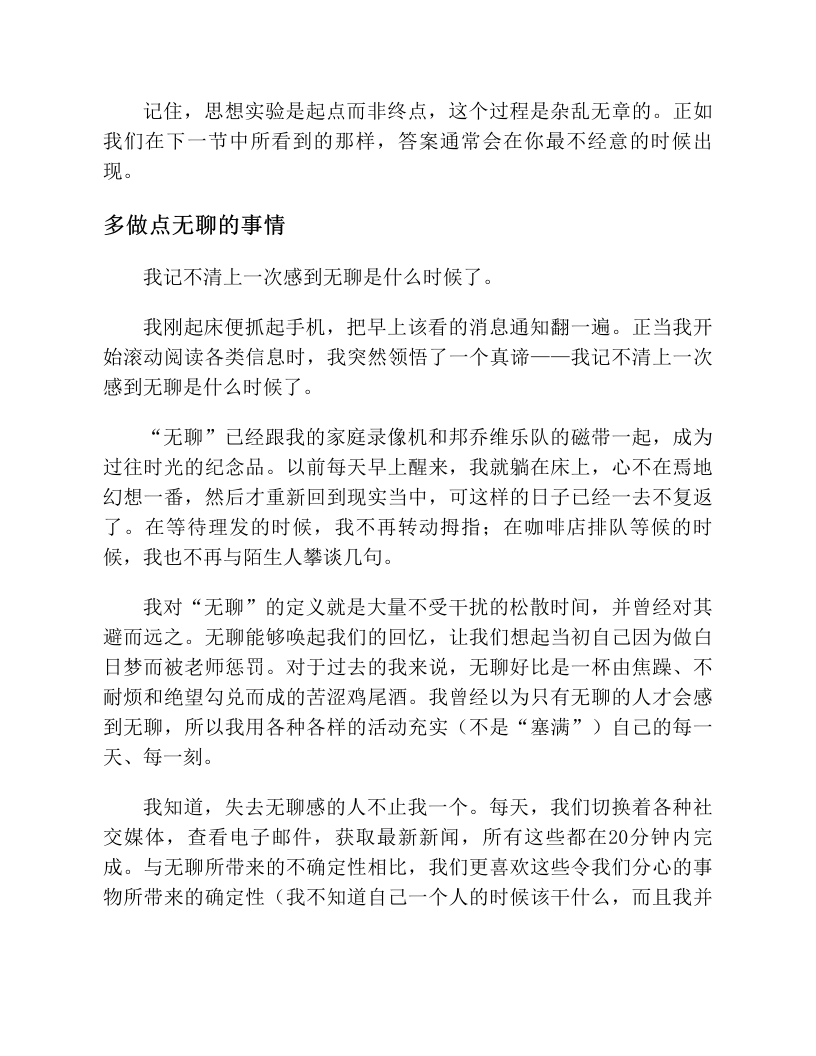 记住，思想实验是起点而非终点，这个过程是杂乱无章的。正如
我们在下一节中所看到的那样，答案通常会在你最不经意的时候出
现。
多做点无聊的事情
我记不清上一次感到无聊是什么时候了。
我刚起床便抓起手机，把早上该看的消息通知翻一遍。正当我开
始滚动阅读各类信息时，我突然领悟了一个真谛——我记不清上一次
感到无聊是什么时候了。
“无聊”已经跟我的家庭录像机和邦乔维乐队的磁带一起，成为
过往时光的纪念品。以前每天早上醒来，我就躺在床上，心不在焉地
幻想一番，然后才重新回到现实当中，可这样的日子已经一去不复返
了。在等待理发的时候，我不再转动拇指；在咖啡店排队等候的时
候，我也不再与陌生人攀谈几句。
我对“无聊”的定义就是大量不受干扰的松散时间，并曾经对其
避而远之。无聊能够唤起我们的回忆，让我们想起当初自己因为做白
日梦而被老师惩罚。对于过去的我来说，无聊好比是一杯由焦躁、不
耐烦和绝望勾兑而成的苦涩鸡尾酒。我曾经以为只有无聊的人才会感
到无聊，所以我用各种各样的活动充实（不是“塞满”）自己的每一
天、每一刻。
我知道，失去无聊感的人不止我一个。每天，我们切换着各种社
交媒体，查看电子邮件，获取最新新闻，所有这些都在20分钟内完
成。与无聊所带来的不确定性相比，我们更喜欢这些令我们分心的事
物所带来的确定性（我不知道自己一个人的时候该干什么，而且我并